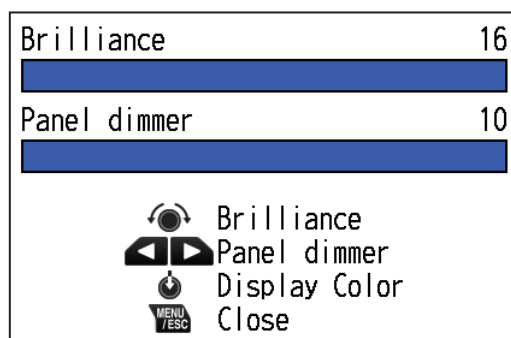 Brilliance 16
Panel dimmer 10
Brilliance
Panel dimmer
Display Color
MENU
/ESC Close